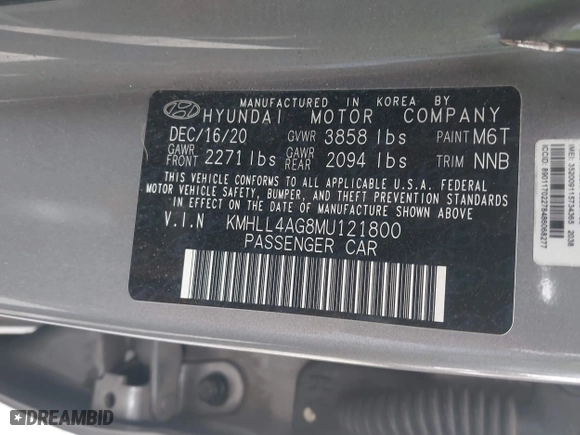 MANUFACTURED IN KOREA BY
HYUNDAI MOTOR COMPANY
DEC/16/20 GVWR 3858 lbs PAINT M6T
GAWR FRONT 2271 lbs GAWR REAR 2094 lbs TRIM NNB
THIS VEHICLE CONFORMS TO ALL APPLICABLE U.S.A. FEDERAL
MOTOR VEHICLE SAFETY, BUMPER, AND THEFT PREVENTION
STANDARDS IN EFFECT ON THE DATE OF MANUFACTURE SHOWN ABOVE.
V.I.N KMHLL4AG8MU121800
PASSENGER CAR
DREAMBID